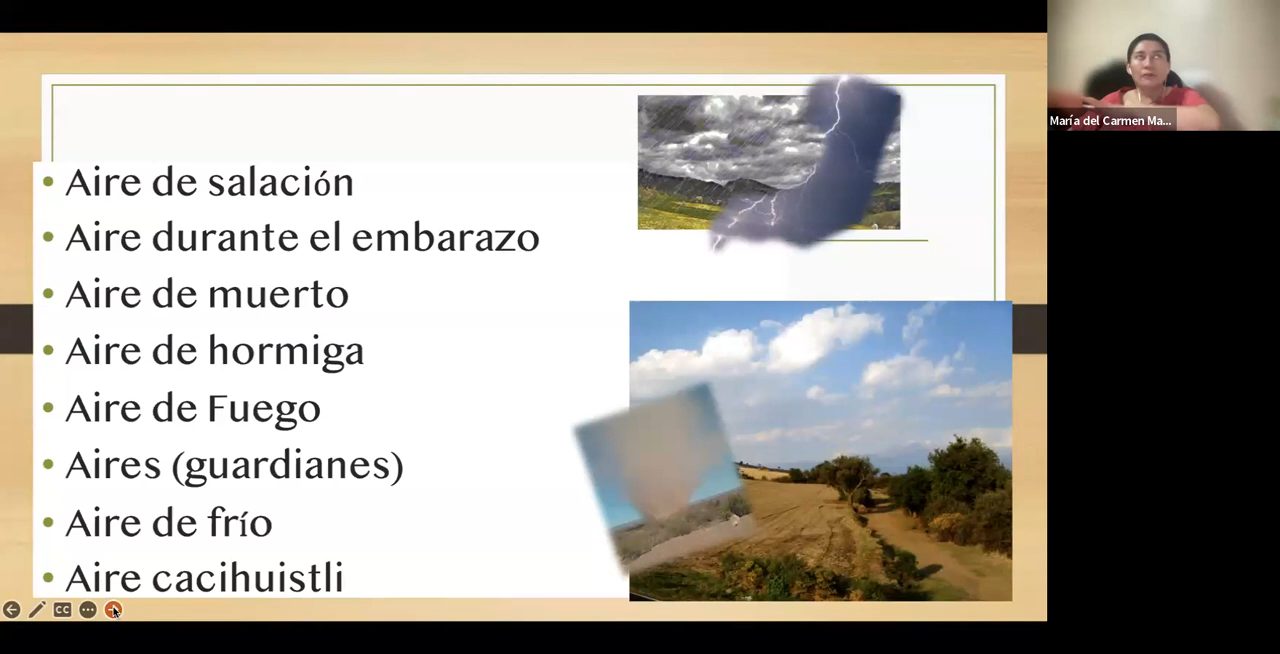 • Aire de salación
• Aire durante el embarazo
• Aire de muerto
• Aire de hormiga
• Aire de Fuego
• Aires (guardianes)
• Aire de frío
• Aire cacihuistli
CC
María del Carmen Ma...